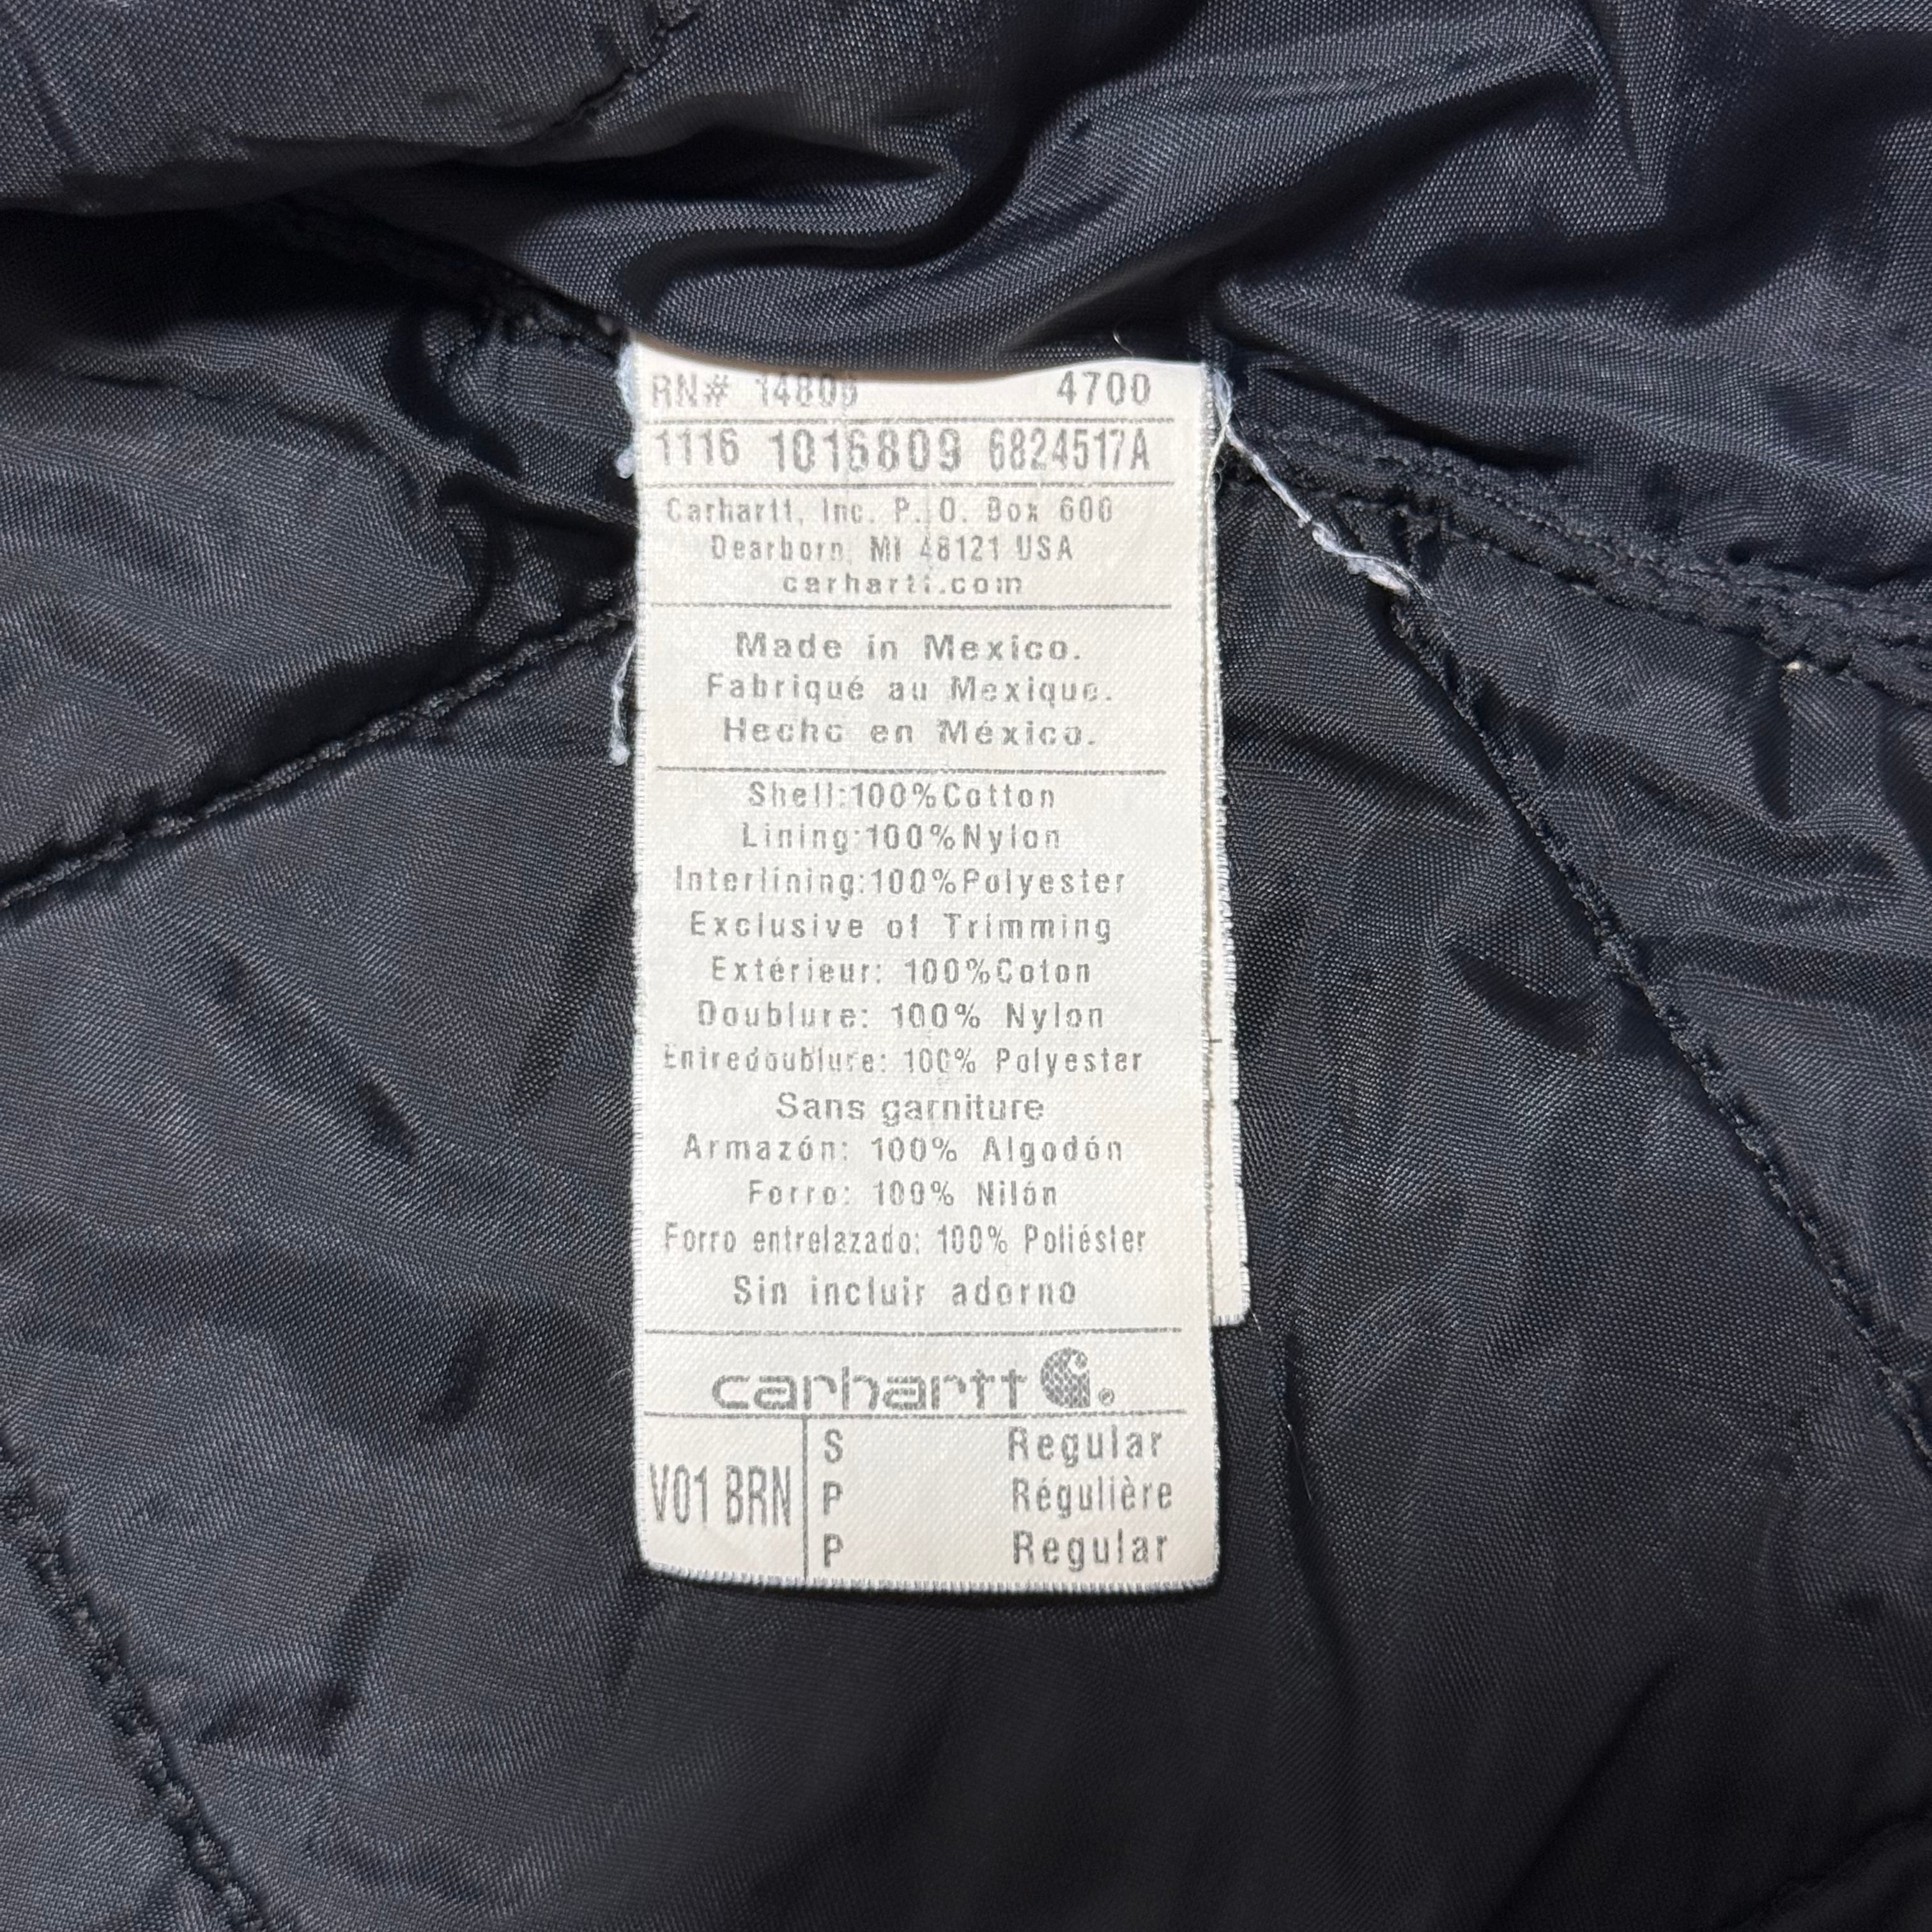 RN# 14806 4700
1116 1016809 6824517A
Carhartt, Inc. P.O. Box 600
Dearborn, MI 48121 USA
carhartt.com
Made in Mexico.
Fabriqué au Mexique.
Hecho en México.
Shell:100%Cotton
Lining:100%Nylon
Interlining:100%Polyester
Exclusive of Trimming
Extérieur: 100%Coton
Doublure: 100% Nylon
Entredoublure: 100% Polyester
Sans garniture
Armazón: 100% Algodón
Forro: 100% Nilón
Forro entrelazado: 100% Poliéster
Sin incluir adorno
carhartt
V01 BRN
S Regular
P Régulière
P Regular